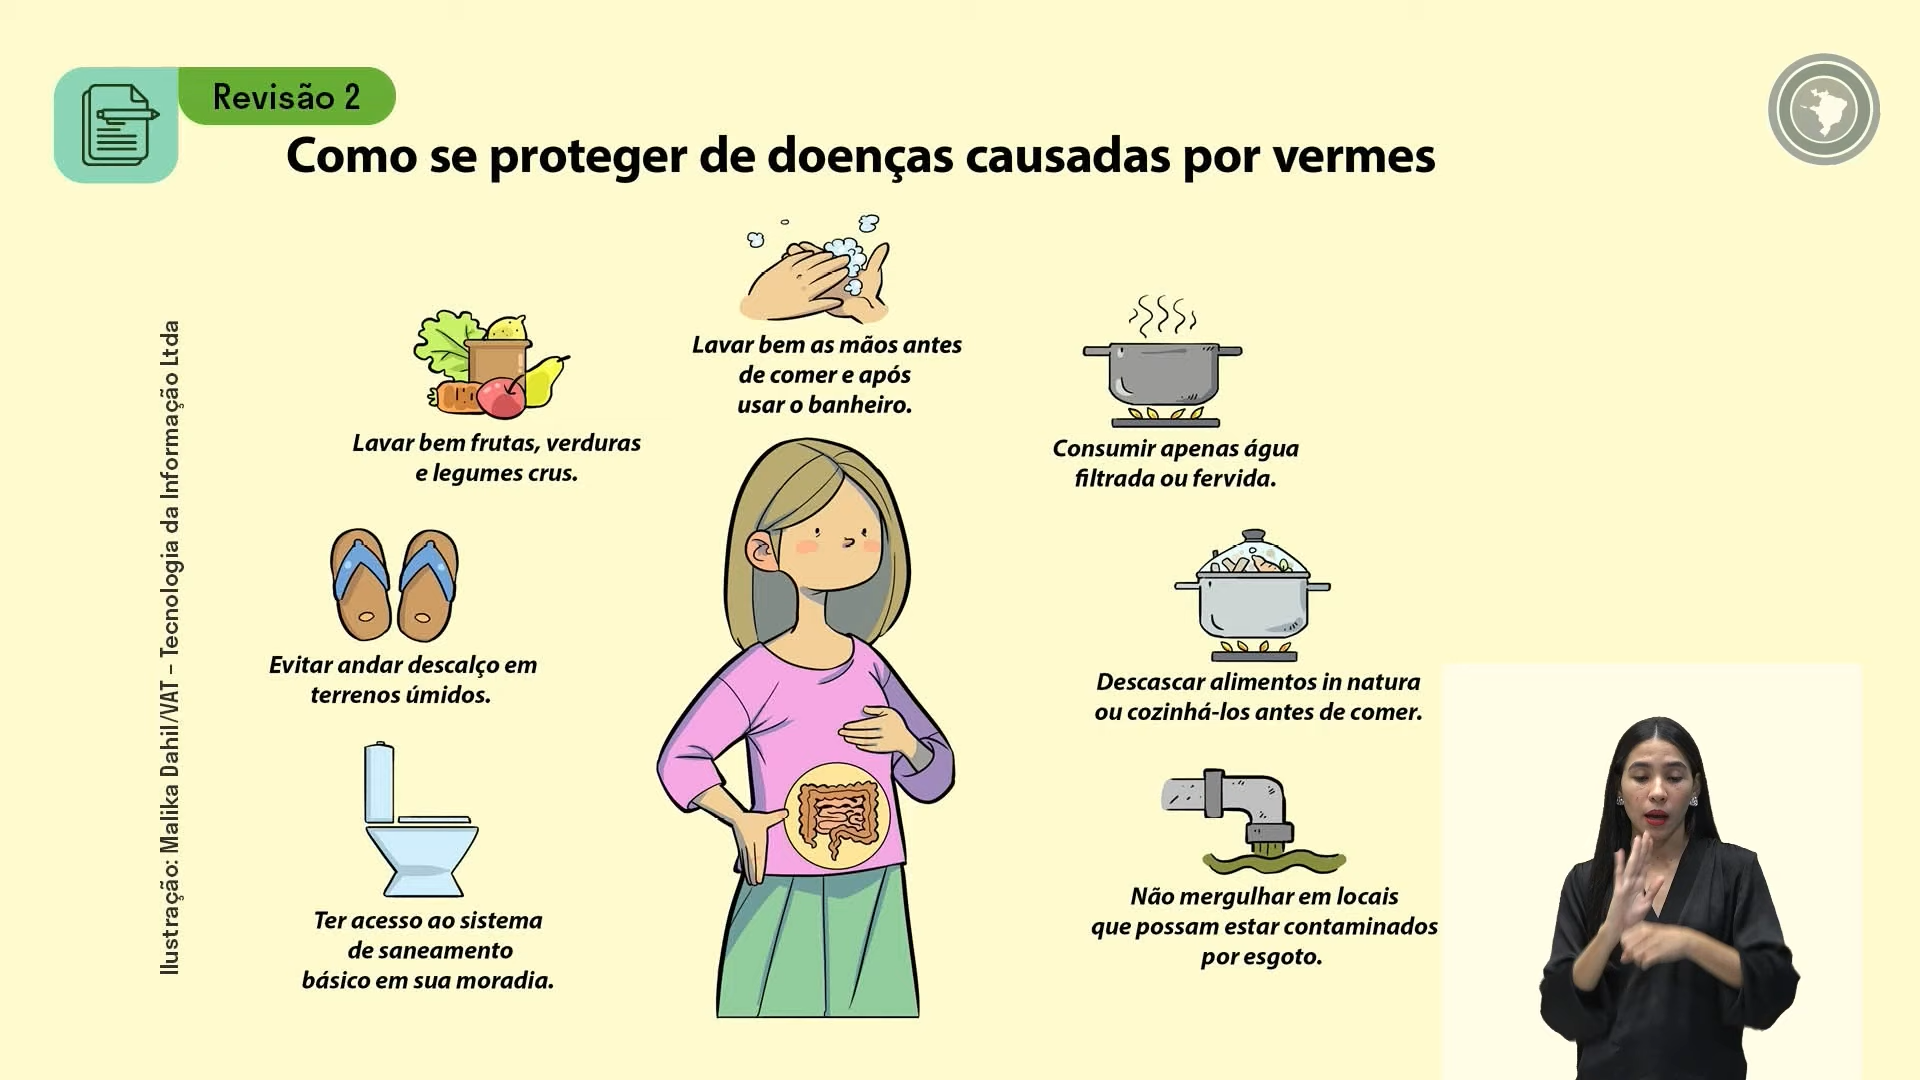 Revisão 2
Como se proteger de doenças causadas por vermes
Lavar bem as mãos antes
de comer e após
usar o banheiro.
Lavar bem frutas, verduras
e legumes crus.
Consumir apenas água
filtrada ou fervida.
Evitar andar descalço em
terrenos úmidos.
Descascar alimentos in natura
ou cozinhá-los antes de comer.
Ter acesso ao sistema
de saneamento
básico em sua moradia.
Não mergulhar em locais
que possam estar contaminados
por esgoto.
Ilustração: Malika Dahil/VAT – Tecnologia da Informação Ltda